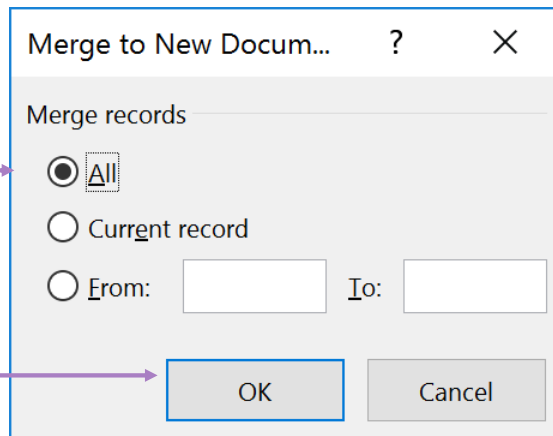 Merge to New Docum... ? X
Merge records
All
Current record
From: To:
OK Cancel